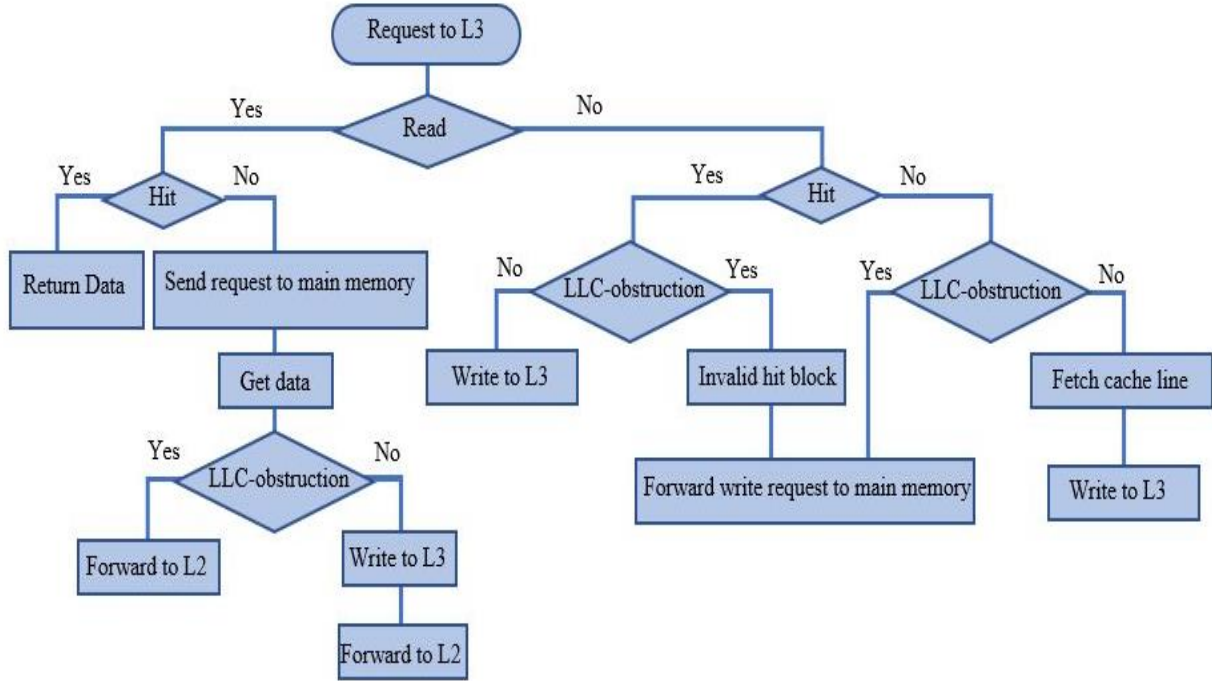 Request to L3
Yes
No
Read
Yes
No
Hit
Yes
No
Hit
Return Data
Send request to main memory
No
Yes
LLC-obstruction
Yes
No
LLC-obstruction
Get data
Write to L3
Invalid hit block
Fetch cache line
Yes
No
LLC-obstruction
Forward write request to main memory
Write to L3
Forward to L2
Write to L3
Forward to L2